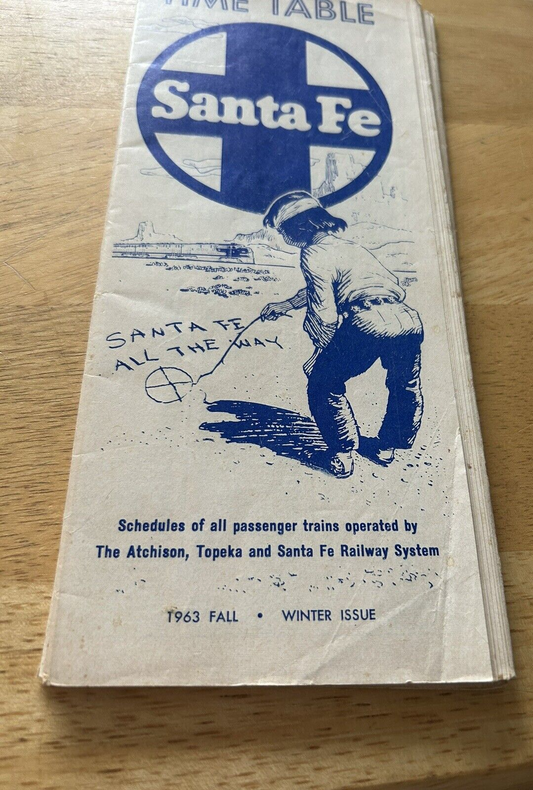 TIME TABLE
Santa Fe
SANTA FE
ALL THE WAY
Schedules of all passenger trains operated by
The Atchison, Topeka and Santa Fe Railway System
1963 FALL • WINTER ISSUE